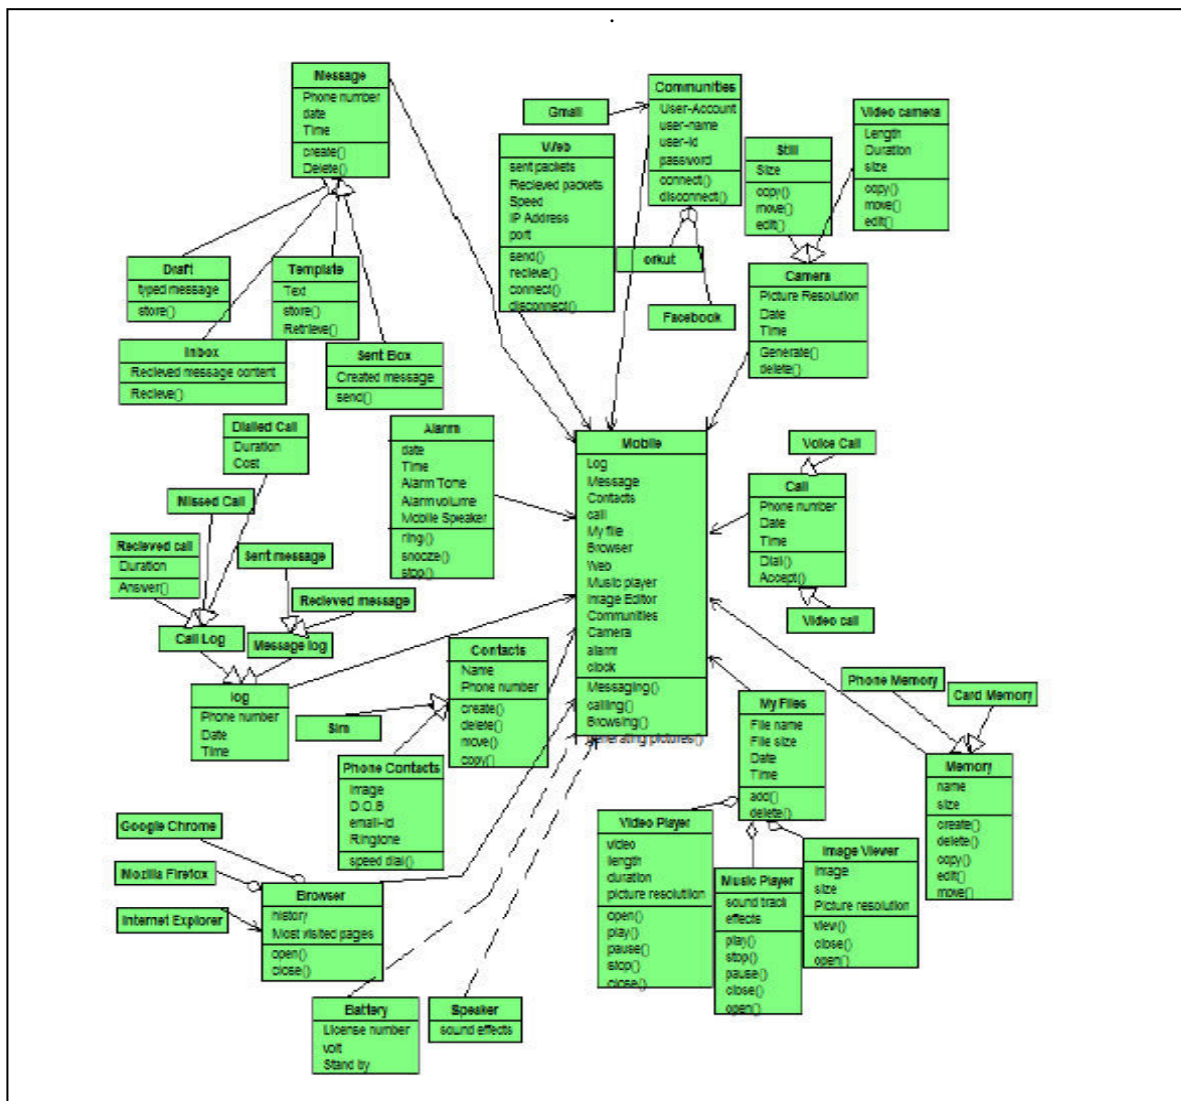 Message
Phone number
date
Time
create()
Delete()
Gmail
Communities
User-Account
user-name
user-id
password
connect()
disconnect()
Web
sent packets
Recieved packets
Speed
IP Address
port
send()
recieve()
connect()
disconnect()
Still
Size
copy()
move()
edit()
Video camera
Length
Duration
size
copy()
move()
edit()
Draft
typed message
store()
Template
Text
store()
Retrieve()
orkut
Facebook
Camera
Picture Resolution
Date
Time
Generate()
delete()
Inbox
Recieved message content
Recieve()
Sent Box
Created message
send()
Dialled Call
Duration
Cost
Alarm
date
Time
Alarm Tone
Alarm volume
Mobile Speaker
ring()
snooze()
stop()
Mobile
Log
Message
Contacts
call
My file
Browser
Web
Music player
Image Editor
Communities
Camera
alarm
clock
Messaging()
calling()
Browsing()
generating pictures()
Voice Call
Call
Phone number
Date
Time
Dial()
Accept()
Video call
Missed Call
Recieved call
Duration
Answer()
Sent message
Recieved message
Call Log
Message log
log
Phone number
Date
Time
Contacts
Name
Phone number
create()
delete()
move()
copy()
Sim
Phone Contacts
Image
D.O.B
email-id
Ringtone
speed dial()
Phone Memory
Card Memory
My Files
File name
File size
Date
Time
add()
delete()
Memory
name
size
create()
delete()
copy()
edit()
move()
Google Chrome
Mozilla Firefox
Internet Explorer
Browser
history
Most visited pages
open()
close()
Video Player
video
length
duration
picture resolution
open()
play()
pause()
stop()
close()
Music Player
sound track
effects
play()
stop()
pause()
close()
open()
Image Viewer
Image
size
Picture resolution
view()
close()
open()
Battery
License number
volt
Stand by
Speaker
sound effects